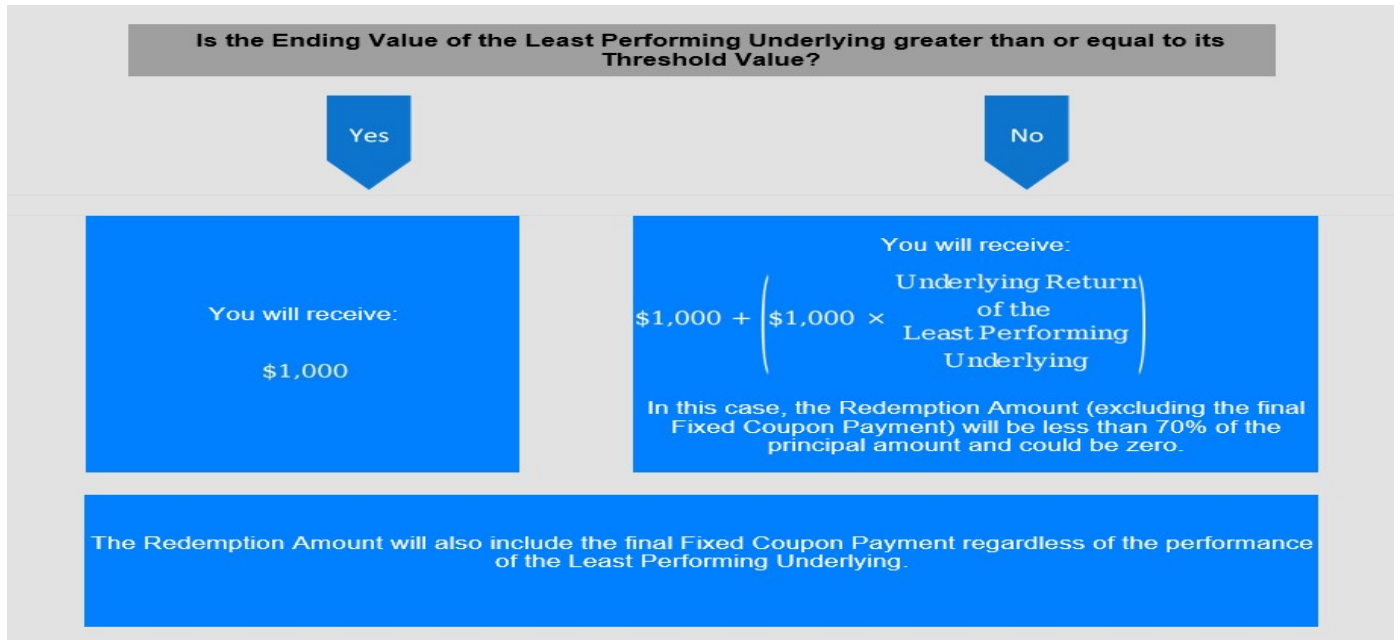 Is the Ending Value of the Least Performing Underlying greater than or equal to its
Threshold Value?
Yes
No
You will receive:
$1,000
You will receive:
$1,000 + ($1,000 × Underlying Return
of the
Least Performing
Underlying)
In this case, the Redemption Amount (excluding the final
Fixed Coupon Payment) will be less than 70% of the
principal amount and could be zero.
The Redemption Amount will also include the final Fixed Coupon Payment regardless of the performance
of the Least Performing Underlying.